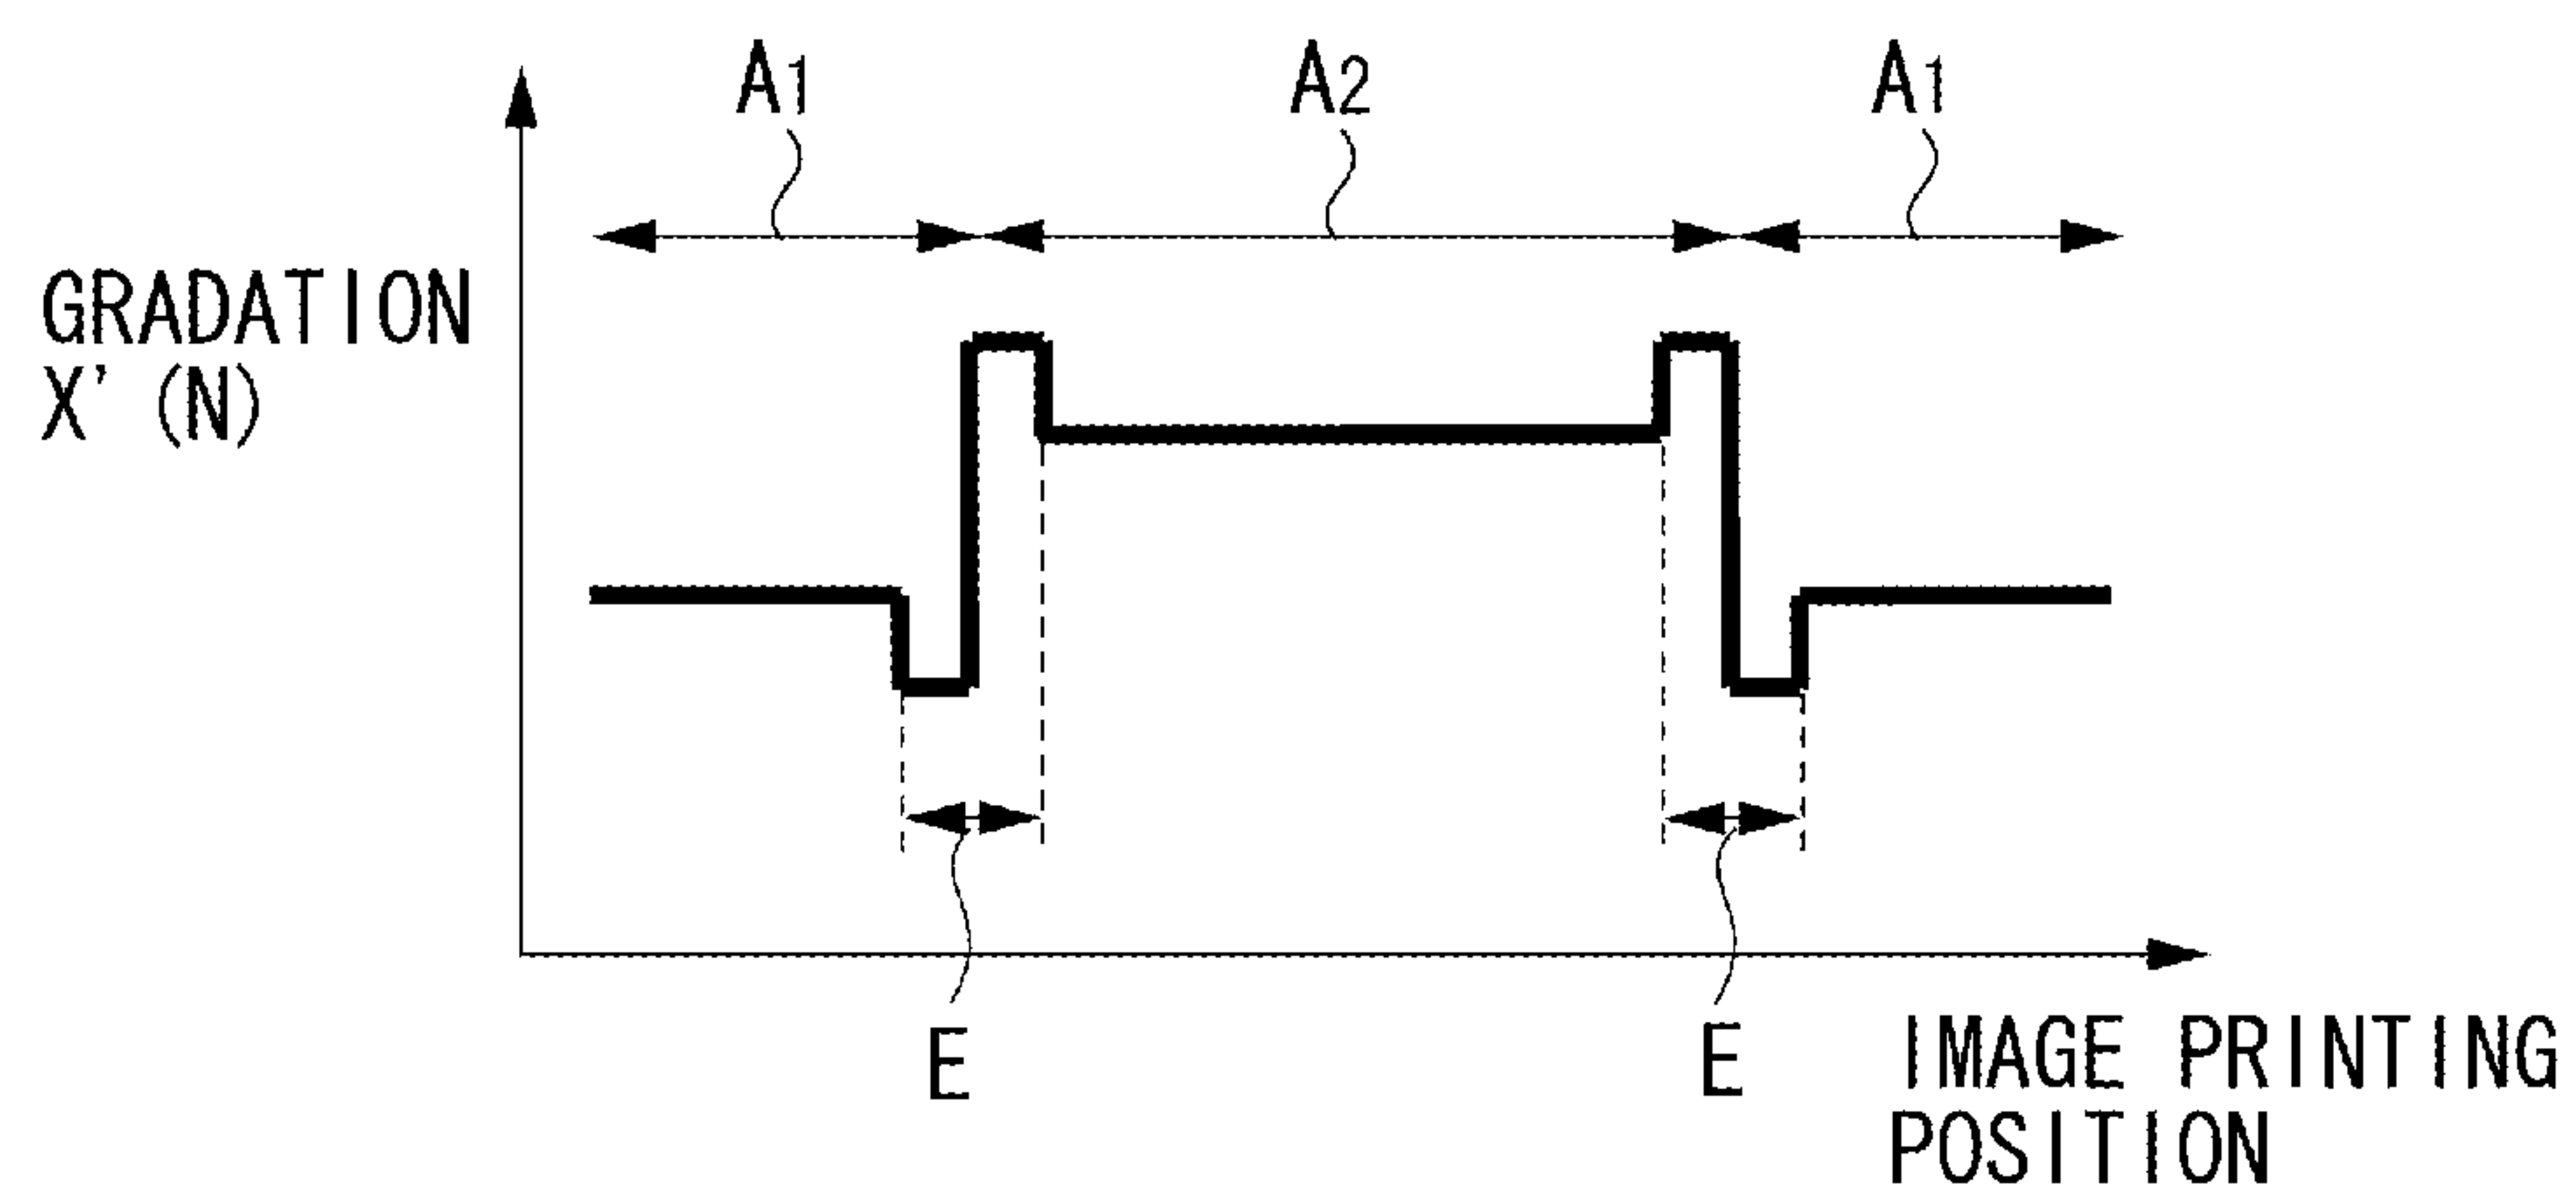 A1
A2
A1
GRADATION
X' (N)
E
E
IMAGE PRINTING
POSITION